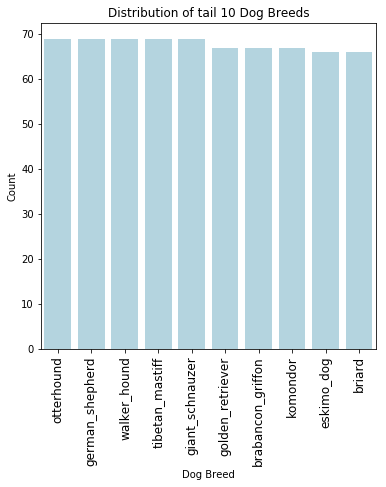 Distribution of tail 10 Dog Breeds
70
60
50
40
30
20
10
0
Count
otterhound
german_shepherd
walker_hound
tibetan_mastiff
giant_schnauzer
golden_retriever
brabancon_griffon
komondor
eskimo_dog
briard
Dog Breed